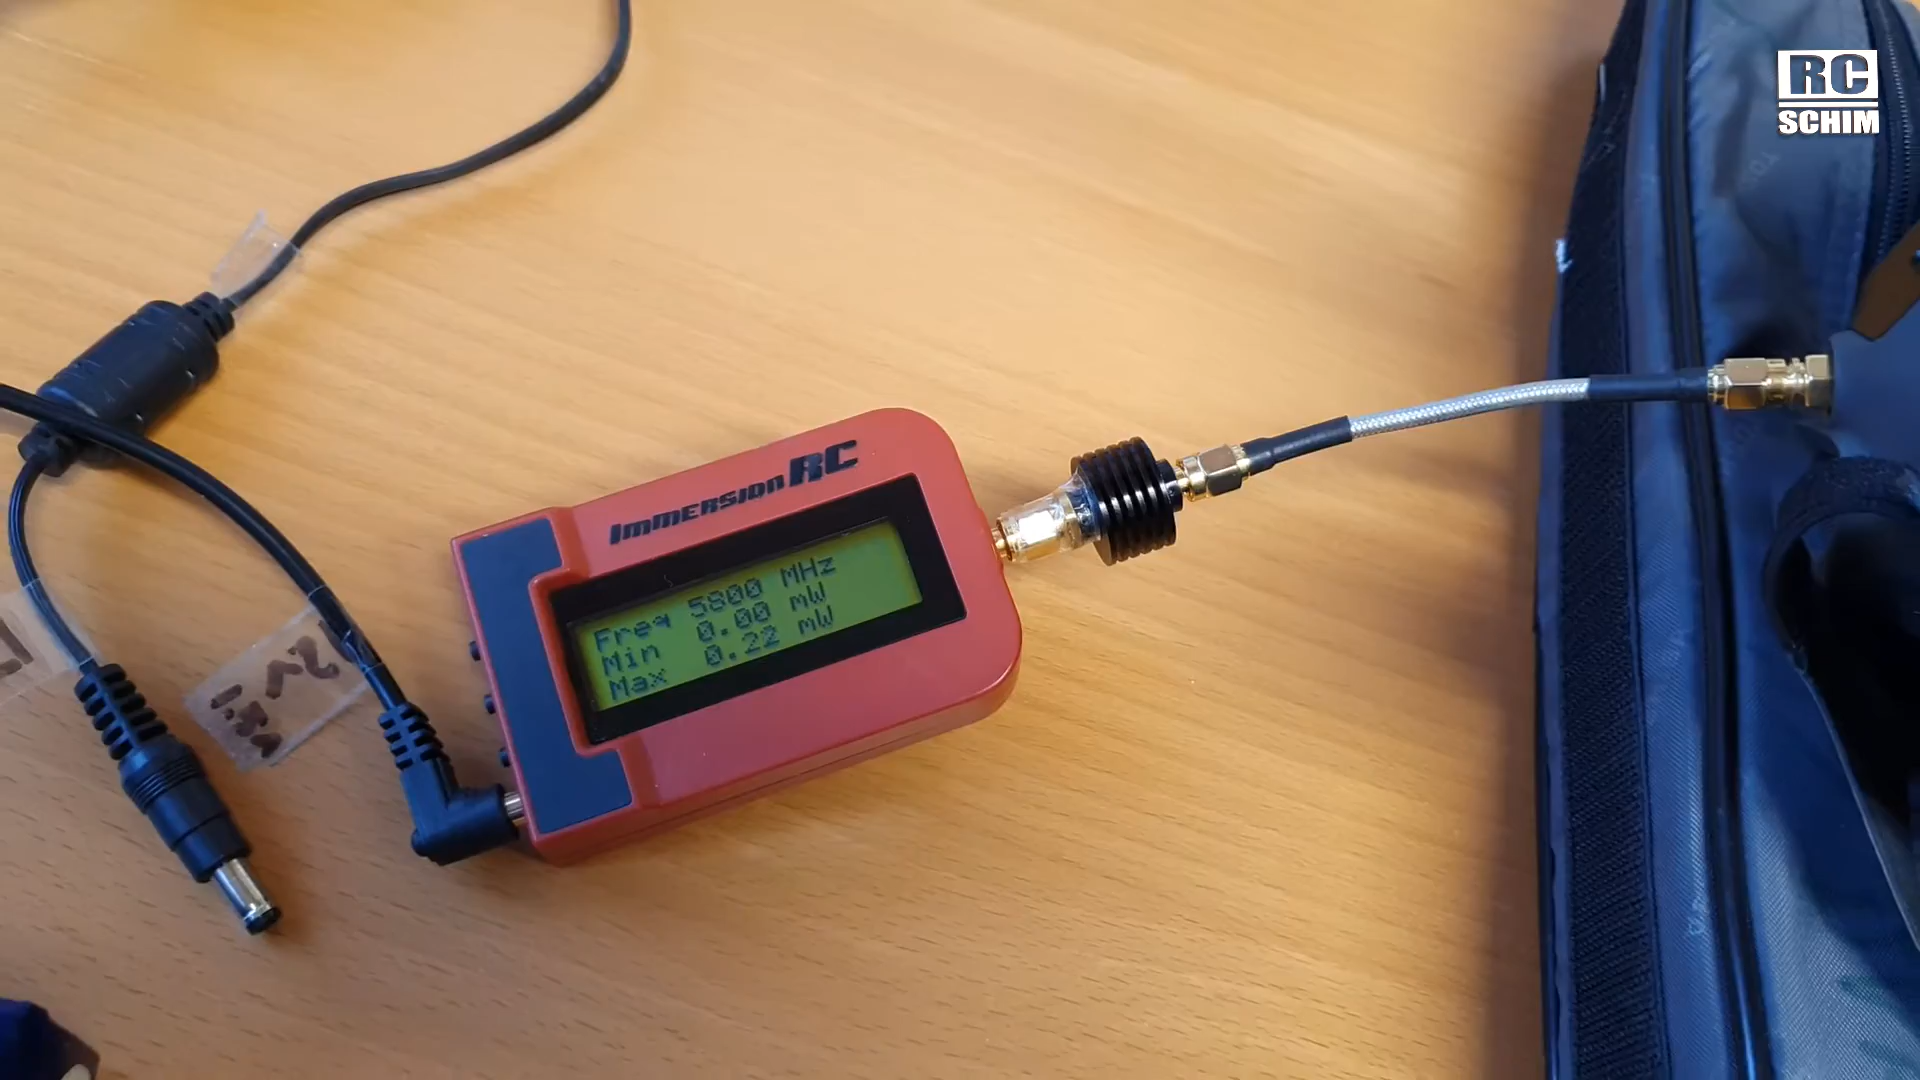 RC
SCHIM
ImmersionRC
Freq 5800 MHz
Min 0.00 mW
Max 0.22 mW